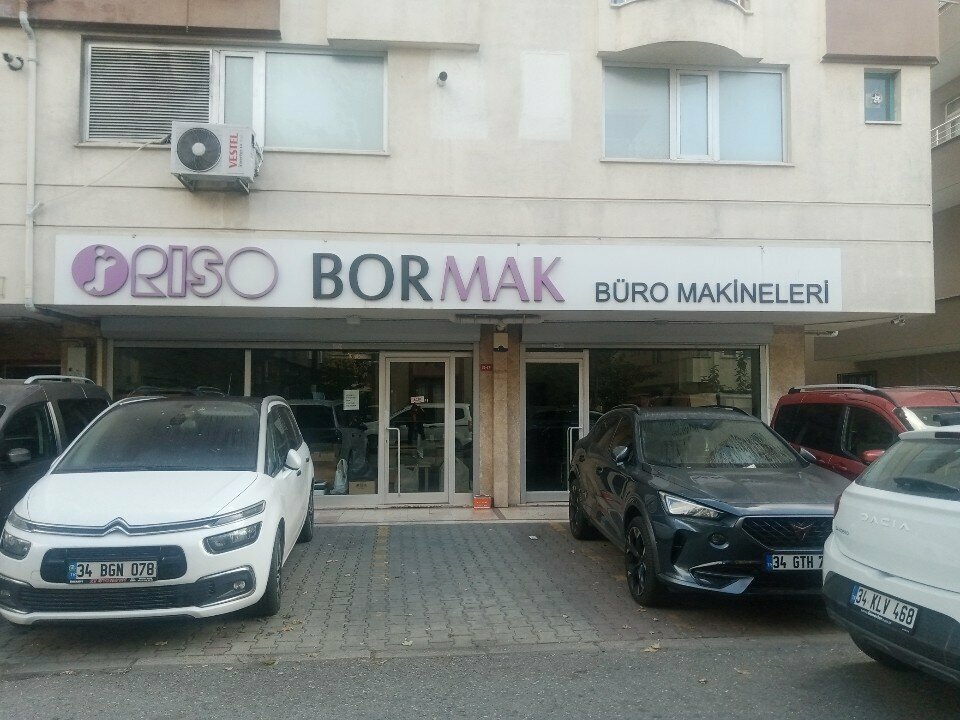 VESTEL
RISO BORMAK BÜRO MAKİNELERİ
34 BGN 078
34 GTH 7
DACIA
34 KLV 468